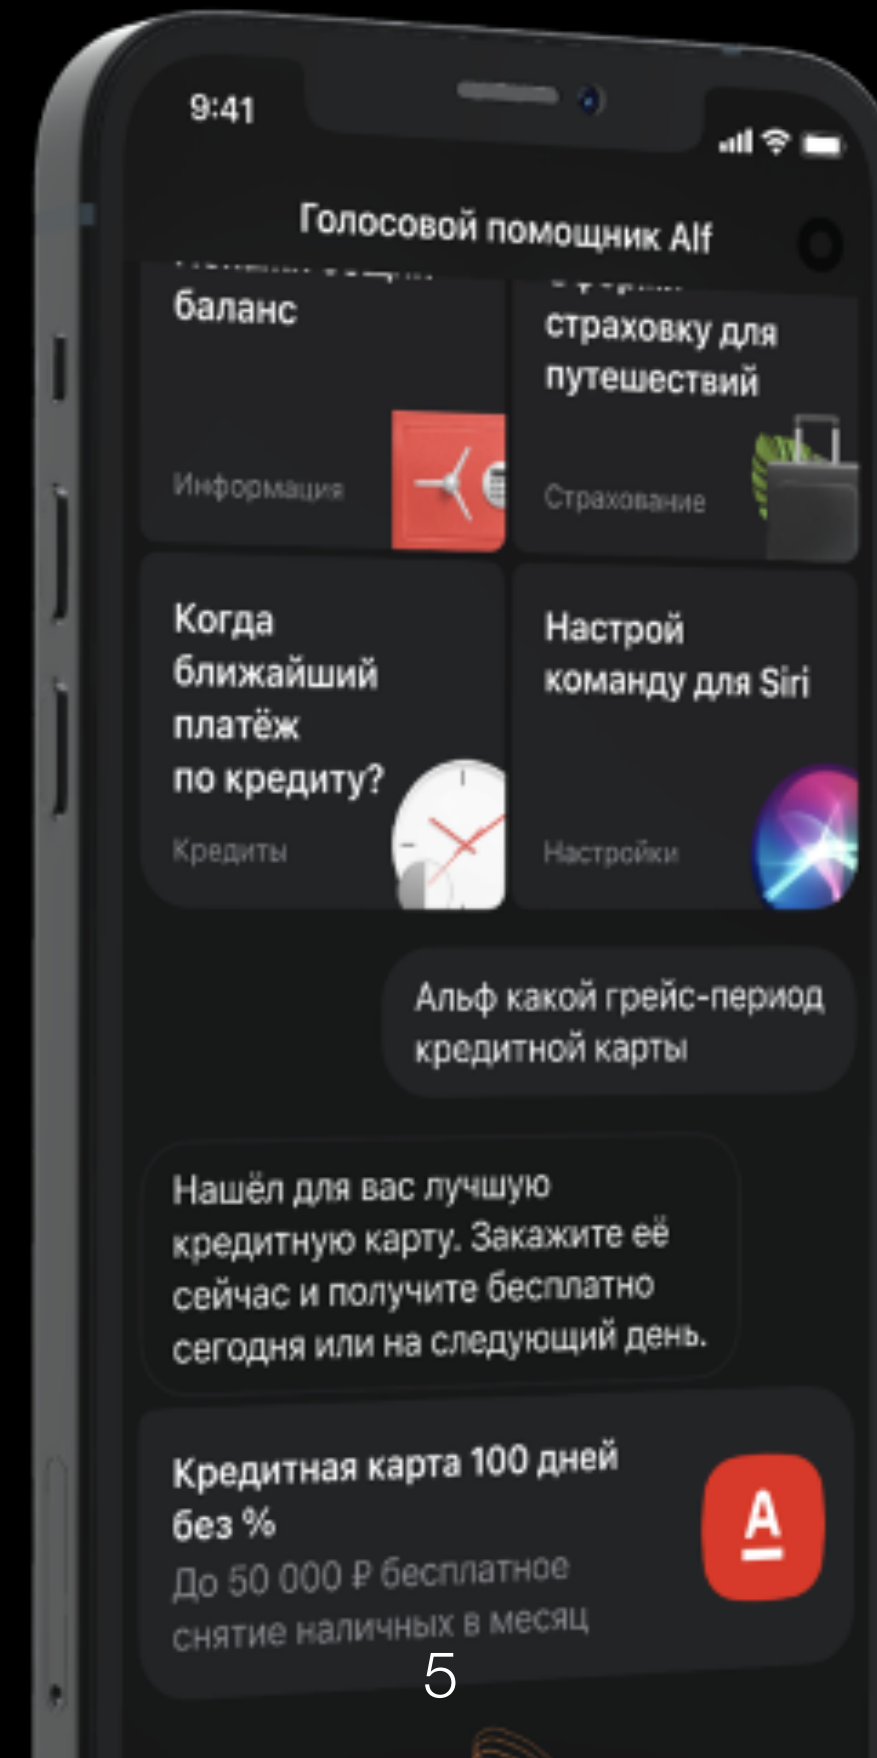 9:41
Голосовой помощник Alf
баланс
Информация
страховку для
путешествий
Страхование
Когда
ближайший
платёж
по кредиту?
Кредиты
Настрой
команду для Siri
Настройки
Альф какой грейс-период
кредитной карты
Нашёл для вас лучшую
кредитную карту. Закажите её
сейчас и получите бесплатно
сегодня или на следующий день.
Кредитная карта 100 дней
без %
До 50 000 ₽ бесплатное
снятие наличных в месяц
A
5